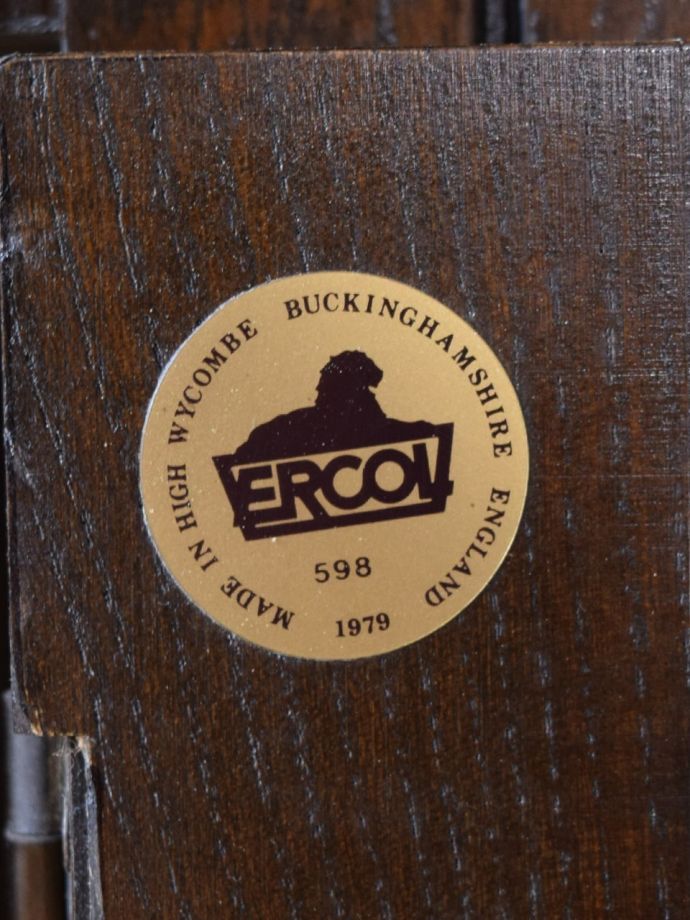 MADE IN HIGH WYCOMBE BUCKINGHAMSHIRE ENGLAND
ERCOL
598
1979